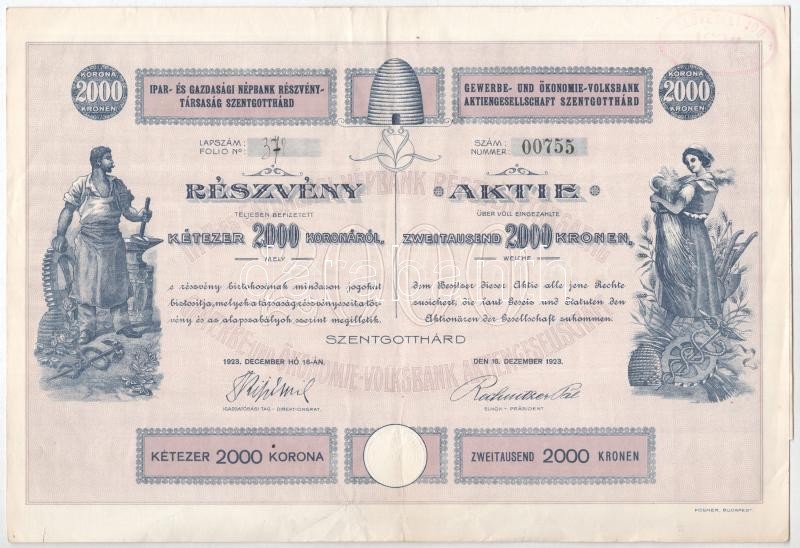 KORONA
2000
KRONEN
IPAR- ÉS GAZDASÁGI NÉPBANK RÉSZVÉNY-
TÁRSASÁG SZENTGOTTHÁRD
GEWERBE- UND ÖKONOMIE-VOLKSBANK
AKTIENGESELLSCHAFT SZENTGOTTHÁRD
KORONA
2000
KRONEN
LAPSZÁM:
FOLIO No:
SZÁM:
NUMMER:
00755
RÉSZVÉNY
TELJESEN BEFIZETETT
KÉTEZER 2000 KORONÁRÓL,
MELY
e részvény birtokosának mindazon jogokat
biztosítja, melyek a társaság részvényeseit a tör-
vény és az alapszabályok szerint megilletik.
AKTIE
ÜBER VOLL EINGEZAHLTE
ZWEITAUSEND 2000 KRONEN,
WELCHE
dem Besitzer dieser Aktie alle jene Rechte
zusichert, die laut Gesetz und Statuten den
Aktionären der Gesellschaft zukommen.
SZENTGOTTHÁRD
1923. DECEMBER HÓ 16-ÁN.
DEN 16. DEZEMBER 1923.
IGAZGATÓSÁGI TAG - DIREKTIONSRAT.
ELNÖK - PRÄSIDENT
KÉTEZER 2000 KORONA
ZWEITAUSEND 2000 KRONEN
POSNER, BUDAPEST.